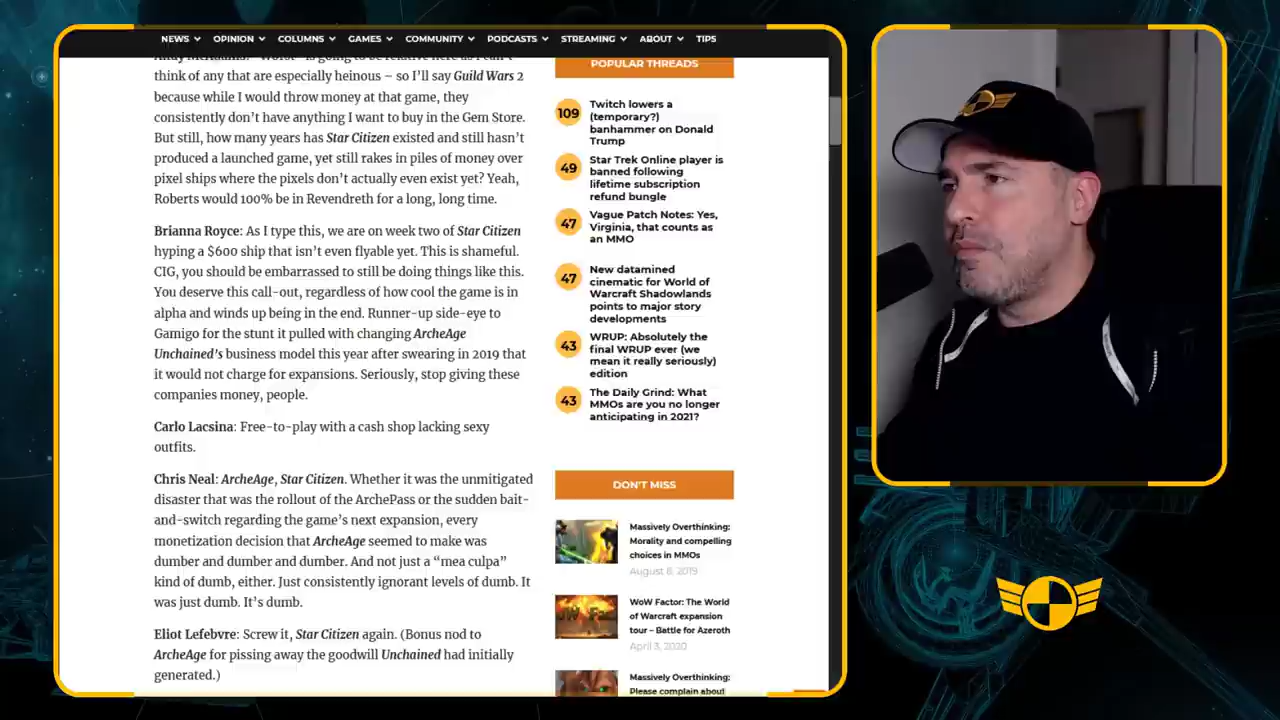 NEWS OPINION COLUMNS GAMES COMMUNITY PODCASTS STREAMING ABOUT TIPS
think of any that are especially heinous – so I'll say Guild Wars 2
because while I would throw money at that game, they
consistently don't have anything I want to buy in the Gem Store.
But still, how many years has Star Citizen existed and still hasn't
produced a launched game, yet still rakes in piles of money over
pixel ships where the pixels don't actually even exist yet? Yeah,
Roberts would 100% be in Revendreth for a long, long time.
Brianna Royce: As I type this, we are on week two of Star Citizen
hyping a $600 ship that isn't even flyable yet. This is shameful.
CIG, you should be embarrassed to still be doing things like this.
You deserve this call-out, regardless of how cool the game is in
alpha and winds up being in the end. Runner-up side-eye to
Gamigo for the stunt it pulled with changing ArcheAge
Unchained's business model this year after swearing in 2019 that
it would not charge for expansions. Seriously, stop giving these
companies money, people.
Carlo Lacsina: Free-to-play with a cash shop lacking sexy
outfits.
Chris Neal: ArcheAge, Star Citizen. Whether it was the unmitigated
disaster that was the rollout of the ArchePass or the sudden bait-
and-switch regarding the game's next expansion, every
monetization decision that ArcheAge seemed to make was
dumber and dumber and dumber. And not just a "mea culpa"
kind of dumb, either. Just consistently ignorant levels of dumb. It
was just dumb. It's dumb.
Eliot Lefebvre: Screw it, Star Citizen again. (Bonus nod to
ArcheAge for pissing away the goodwill Unchained had initially
generated.)
POPULAR THREADS
109
Twitch lowers a
(temporary?)
banhammer on Donald
Trump
49
Star Trek Online player is
banned following
lifetime subscription
refund bungle
47
Vague Patch Notes: Yes,
Virginia, that counts as
an MMO
47
New datamined
cinematic for World of
Warcraft Shadowlands
points to major story
developments
43
WRUP: Absolutely the
final WRUP ever (we
mean it really seriously)
edition
43
The Daily Grind: What
MMOs are you no longer
anticipating in 2021?
DON'T MISS
Massively Overthinking:
Morality and compelling
choices in MMOs
August 8, 2019
WoW Factor: The World
of Warcraft expansion
tour – Battle for Azeroth
April 3, 2020
Massively Overthinking:
Please complain about